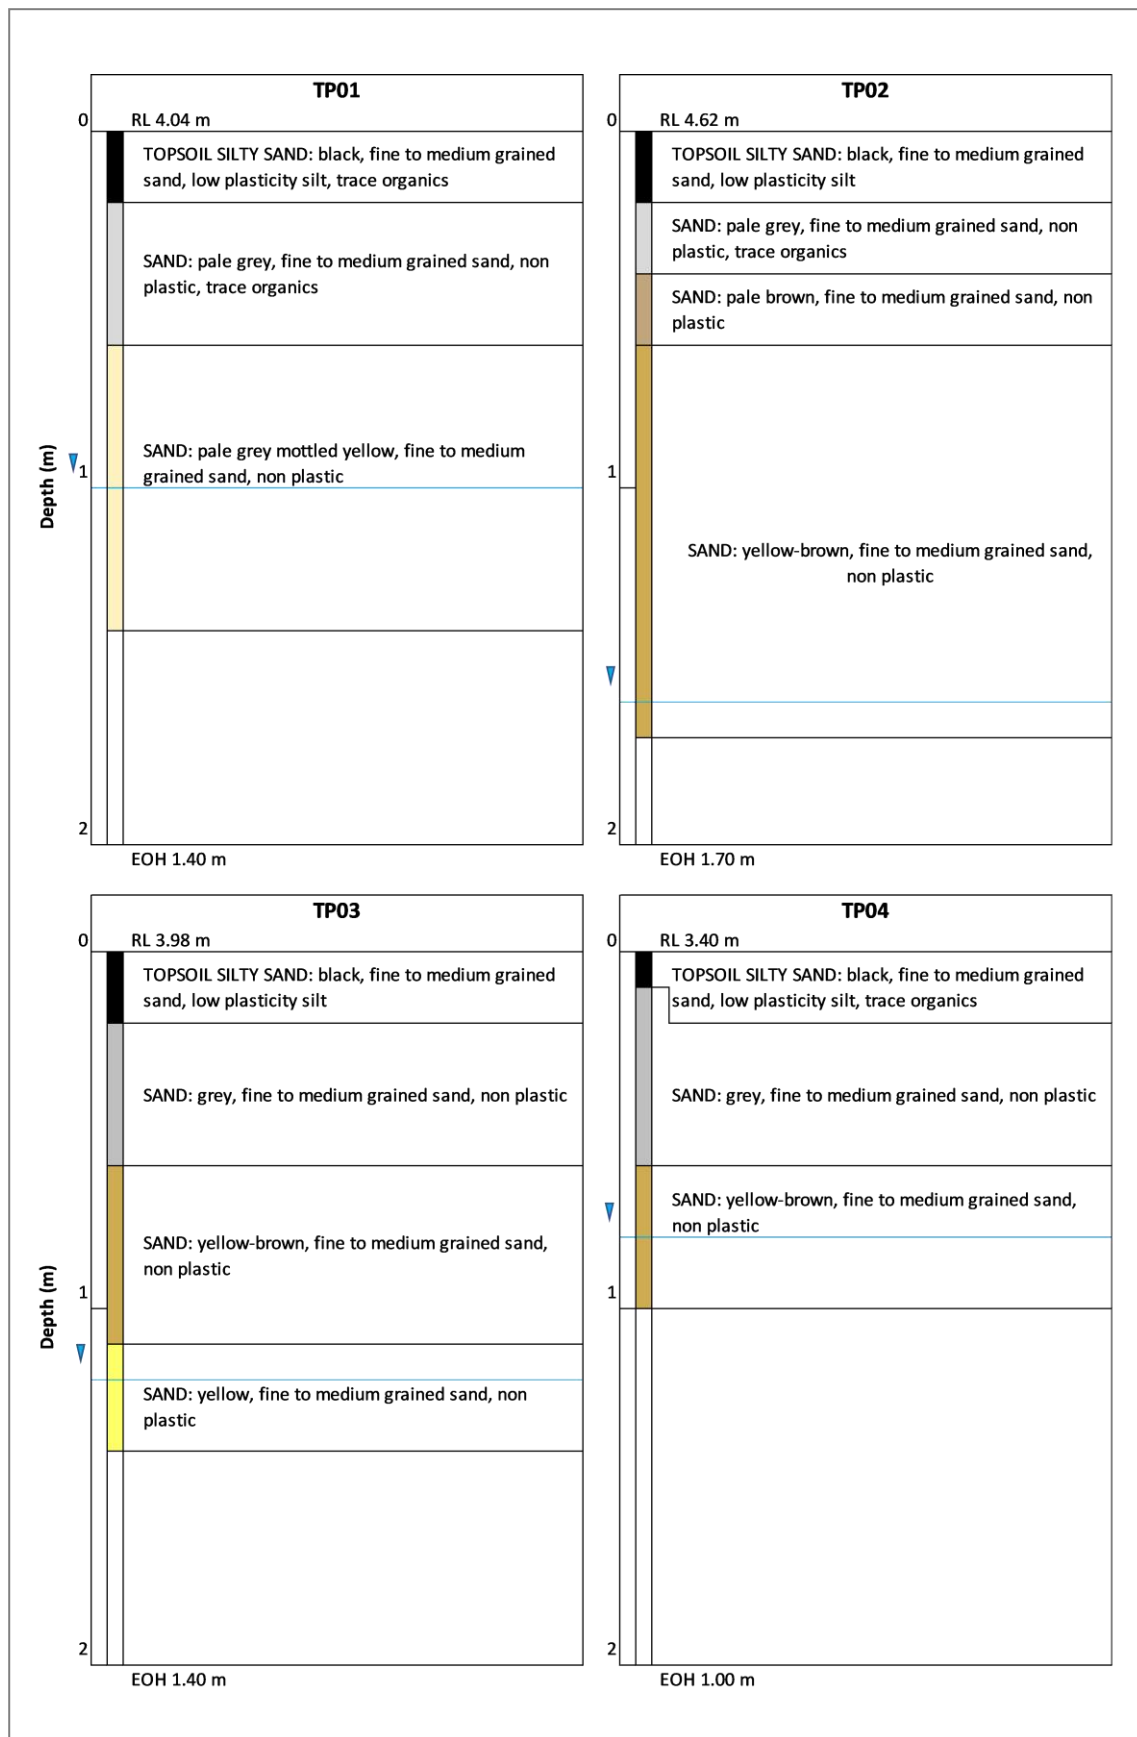 TP01
0
RL 4.04 m
TOPSOIL SILTY SAND: black, fine to medium grained
sand, low plasticity silt, trace organics
SAND: pale grey, fine to medium grained sand, non
plastic, trace organics
Depth (m)
1
SAND: pale grey mottled yellow, fine to medium
grained sand, non plastic
2
EOH 1.40 m
TP02
0
RL 4.62 m
TOPSOIL SILTY SAND: black, fine to medium grained
sand, low plasticity silt
SAND: pale grey, fine to medium grained sand, non
plastic, trace organics
SAND: pale brown, fine to medium grained sand, non
plastic
1
SAND: yellow-brown, fine to medium grained sand,
non plastic
2
EOH 1.70 m
TP03
0
RL 3.98 m
TOPSOIL SILTY SAND: black, fine to medium grained
sand, low plasticity silt
SAND: grey, fine to medium grained sand, non plastic
SAND: yellow-brown, fine to medium grained sand,
non plastic
Depth (m)
1
SAND: yellow, fine to medium grained sand, non
plastic
2
EOH 1.40 m
TP04
0
RL 3.40 m
TOPSOIL SILTY SAND: black, fine to medium grained
sand, low plasticity silt, trace organics
SAND: grey, fine to medium grained sand, non plastic
SAND: yellow-brown, fine to medium grained sand,
non plastic
1
2
EOH 1.00 m